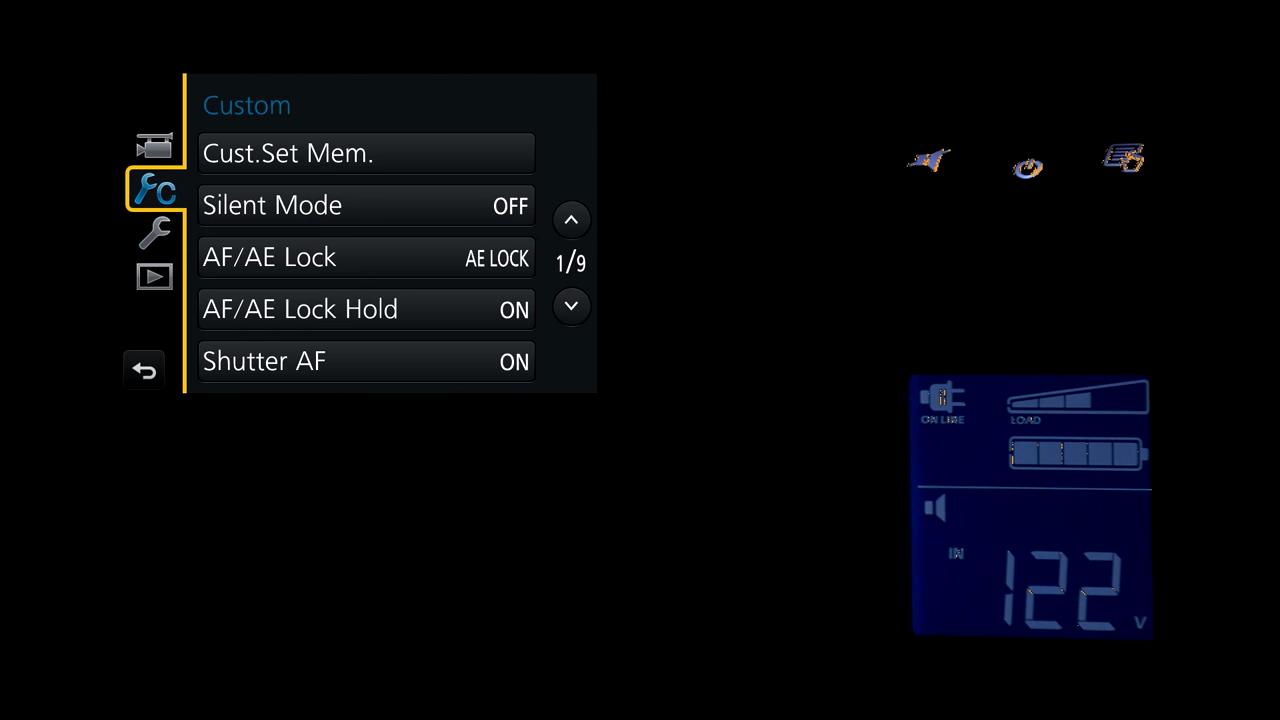 Custom
Cust.Set Mem.
Silent Mode OFF
AF/AE Lock AE LOCK
AF/AE Lock Hold ON
Shutter AF ON
1/9
ON LINE
LOAD
IN
122 V